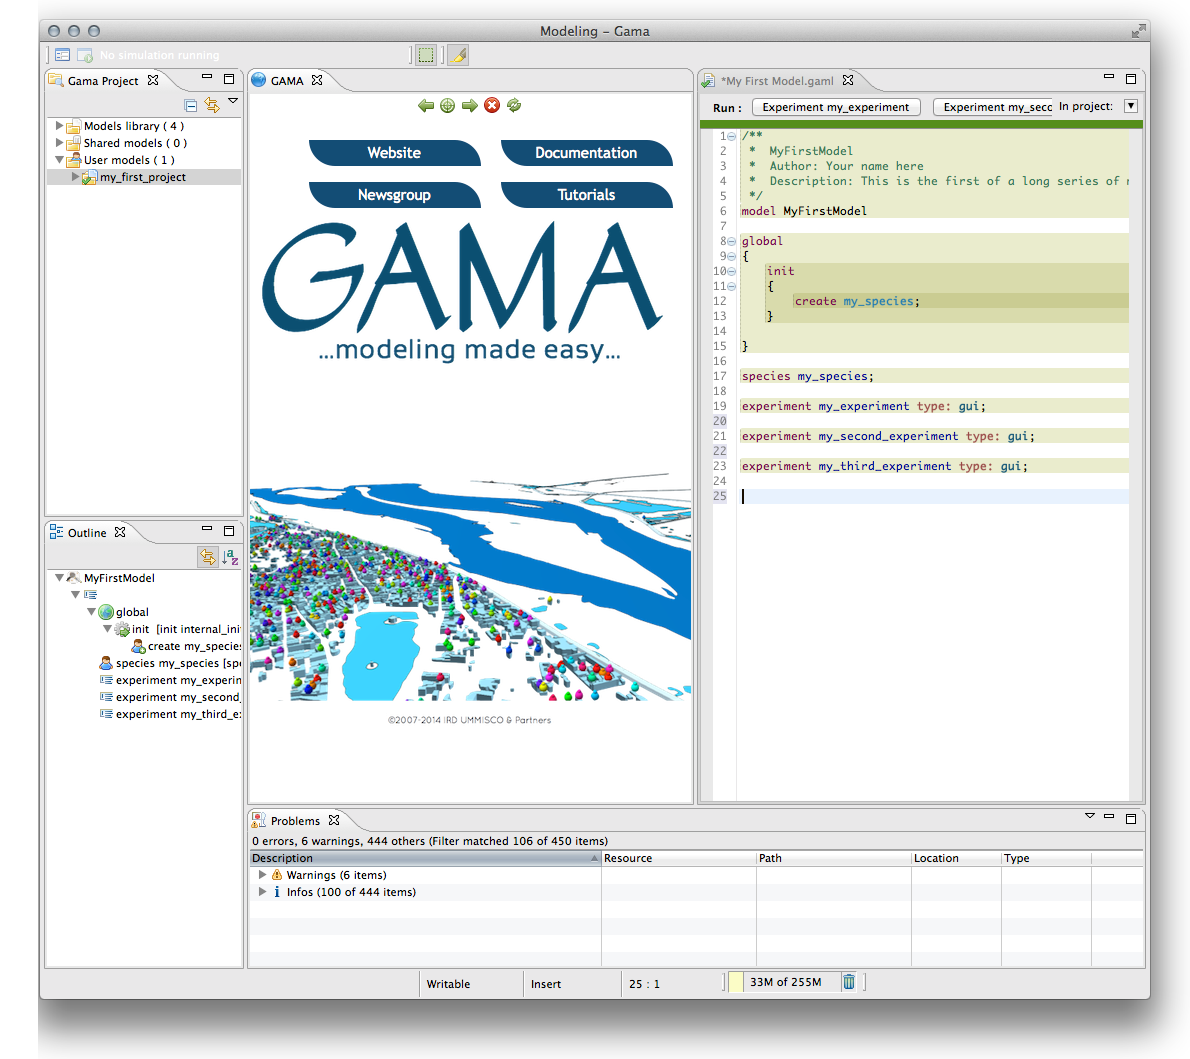 Modeling – Gama
No simulation running
Gama Project
Models library ( 4 )
Shared models ( 0 )
User models ( 1 )
my_first_project
GAMA
Website
Documentation
Newsgroup
Tutorials
GAMA
...modeling made easy...
©2007-2014 IRD UMMISCO & Partners
*My First Model.gaml
Run :
Experiment my_experiment
Experiment my_secc
In project:
1 /**
2 * MyFirstModel
3 * Author: Your name here
4 * Description: This is the first of a long series of
5 */
6 model MyFirstModel
7
8 global
9 {
10 init
11 {
12 create my_species;
13 }
14
15 }
16
17 species my_species;
18
19 experiment my_experiment type: gui;
20
21 experiment my_second_experiment type: gui;
22
23 experiment my_third_experiment type: gui;
24
25
Outline
MyFirstModel
global
init [init internal_ini
create my_species
species my_species [spe
experiment my_experin
experiment my_second_
experiment my_third_e
Problems
0 errors, 6 warnings, 444 others (Filter matched 106 of 450 items)
Description Resource Path Location Type
Warnings (6 items)
Infos (100 of 444 items)
Writable
Insert
25 : 1
33M of 255M